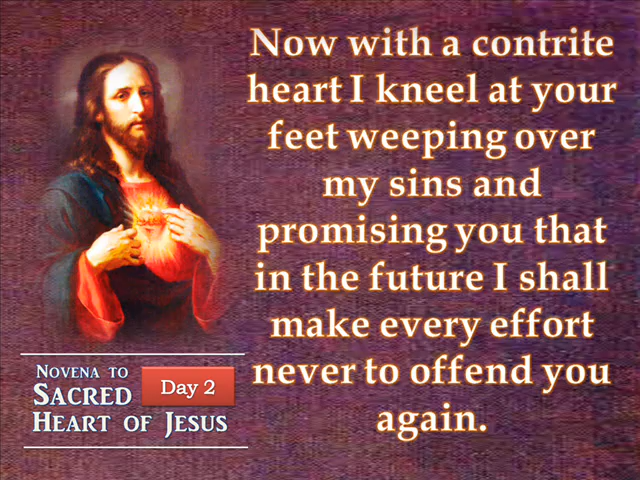 Now with a contrite
heart I kneel at your
feet weeping over
my sins and
promising you that
in the future I shall
make every effort
never to offend you
again.
Novena to
Sacred
Heart of Jesus
Day 2